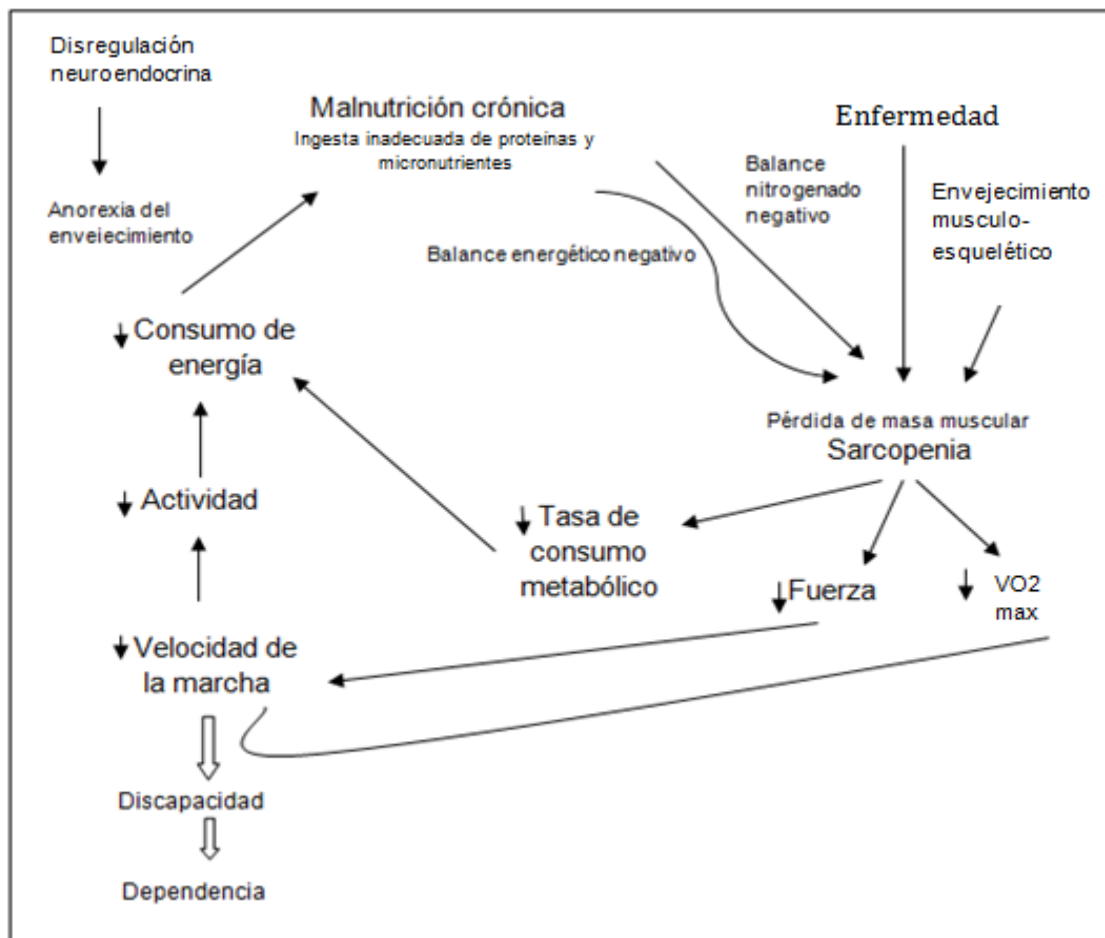 Disregulación
neuroendocrina
Malnutrición crónica
Ingesta inadecuada de proteínas y
micronutrientes
Enfermedad
Balance
nitrogenado
negativo
Envejecimiento
musculo-
esquelético
Anorexia del
enveiecimiento
Balance energético negativo
Consumo de
energía
Pérdida de masa muscular
Sarcopenia
Actividad
Tasa de
consumo
metabólico
Fuerza
VO2
max
Velocidad de
la marcha
Discapacidad
Dependencia